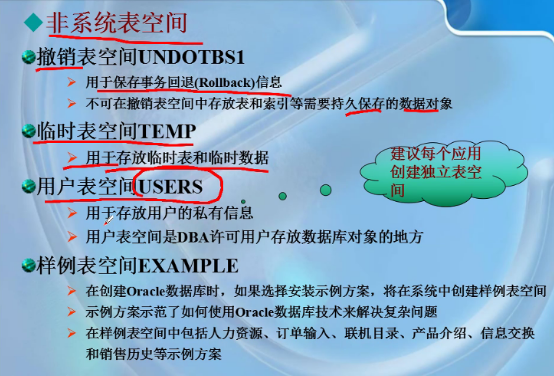 非系统表空间
撤销表空间UNDOTBS1
用于保存事务回退(Rollback)信息
不可在撤销表空间中存放表和索引等需要持久保存的数据对象
临时表空间TEMP
用于存放临时表和临时数据
建议每个应用
创建独立表空
间
用户表空间USERS
用于存放用户的私有信息
用户表空间是DBA许可用户存放数据库对象的地方
样例表空间EXAMPLE
在创建Oracle数据库时，如果选择安装示例方案，将在系统中创建样例表空间
示例方案示范了如何使用Oracle数据库技术来解决复杂问题
在样例表空间中包括人力资源、订单输入、联机目录、产品介绍、信息交换
和销售历史等示例方案